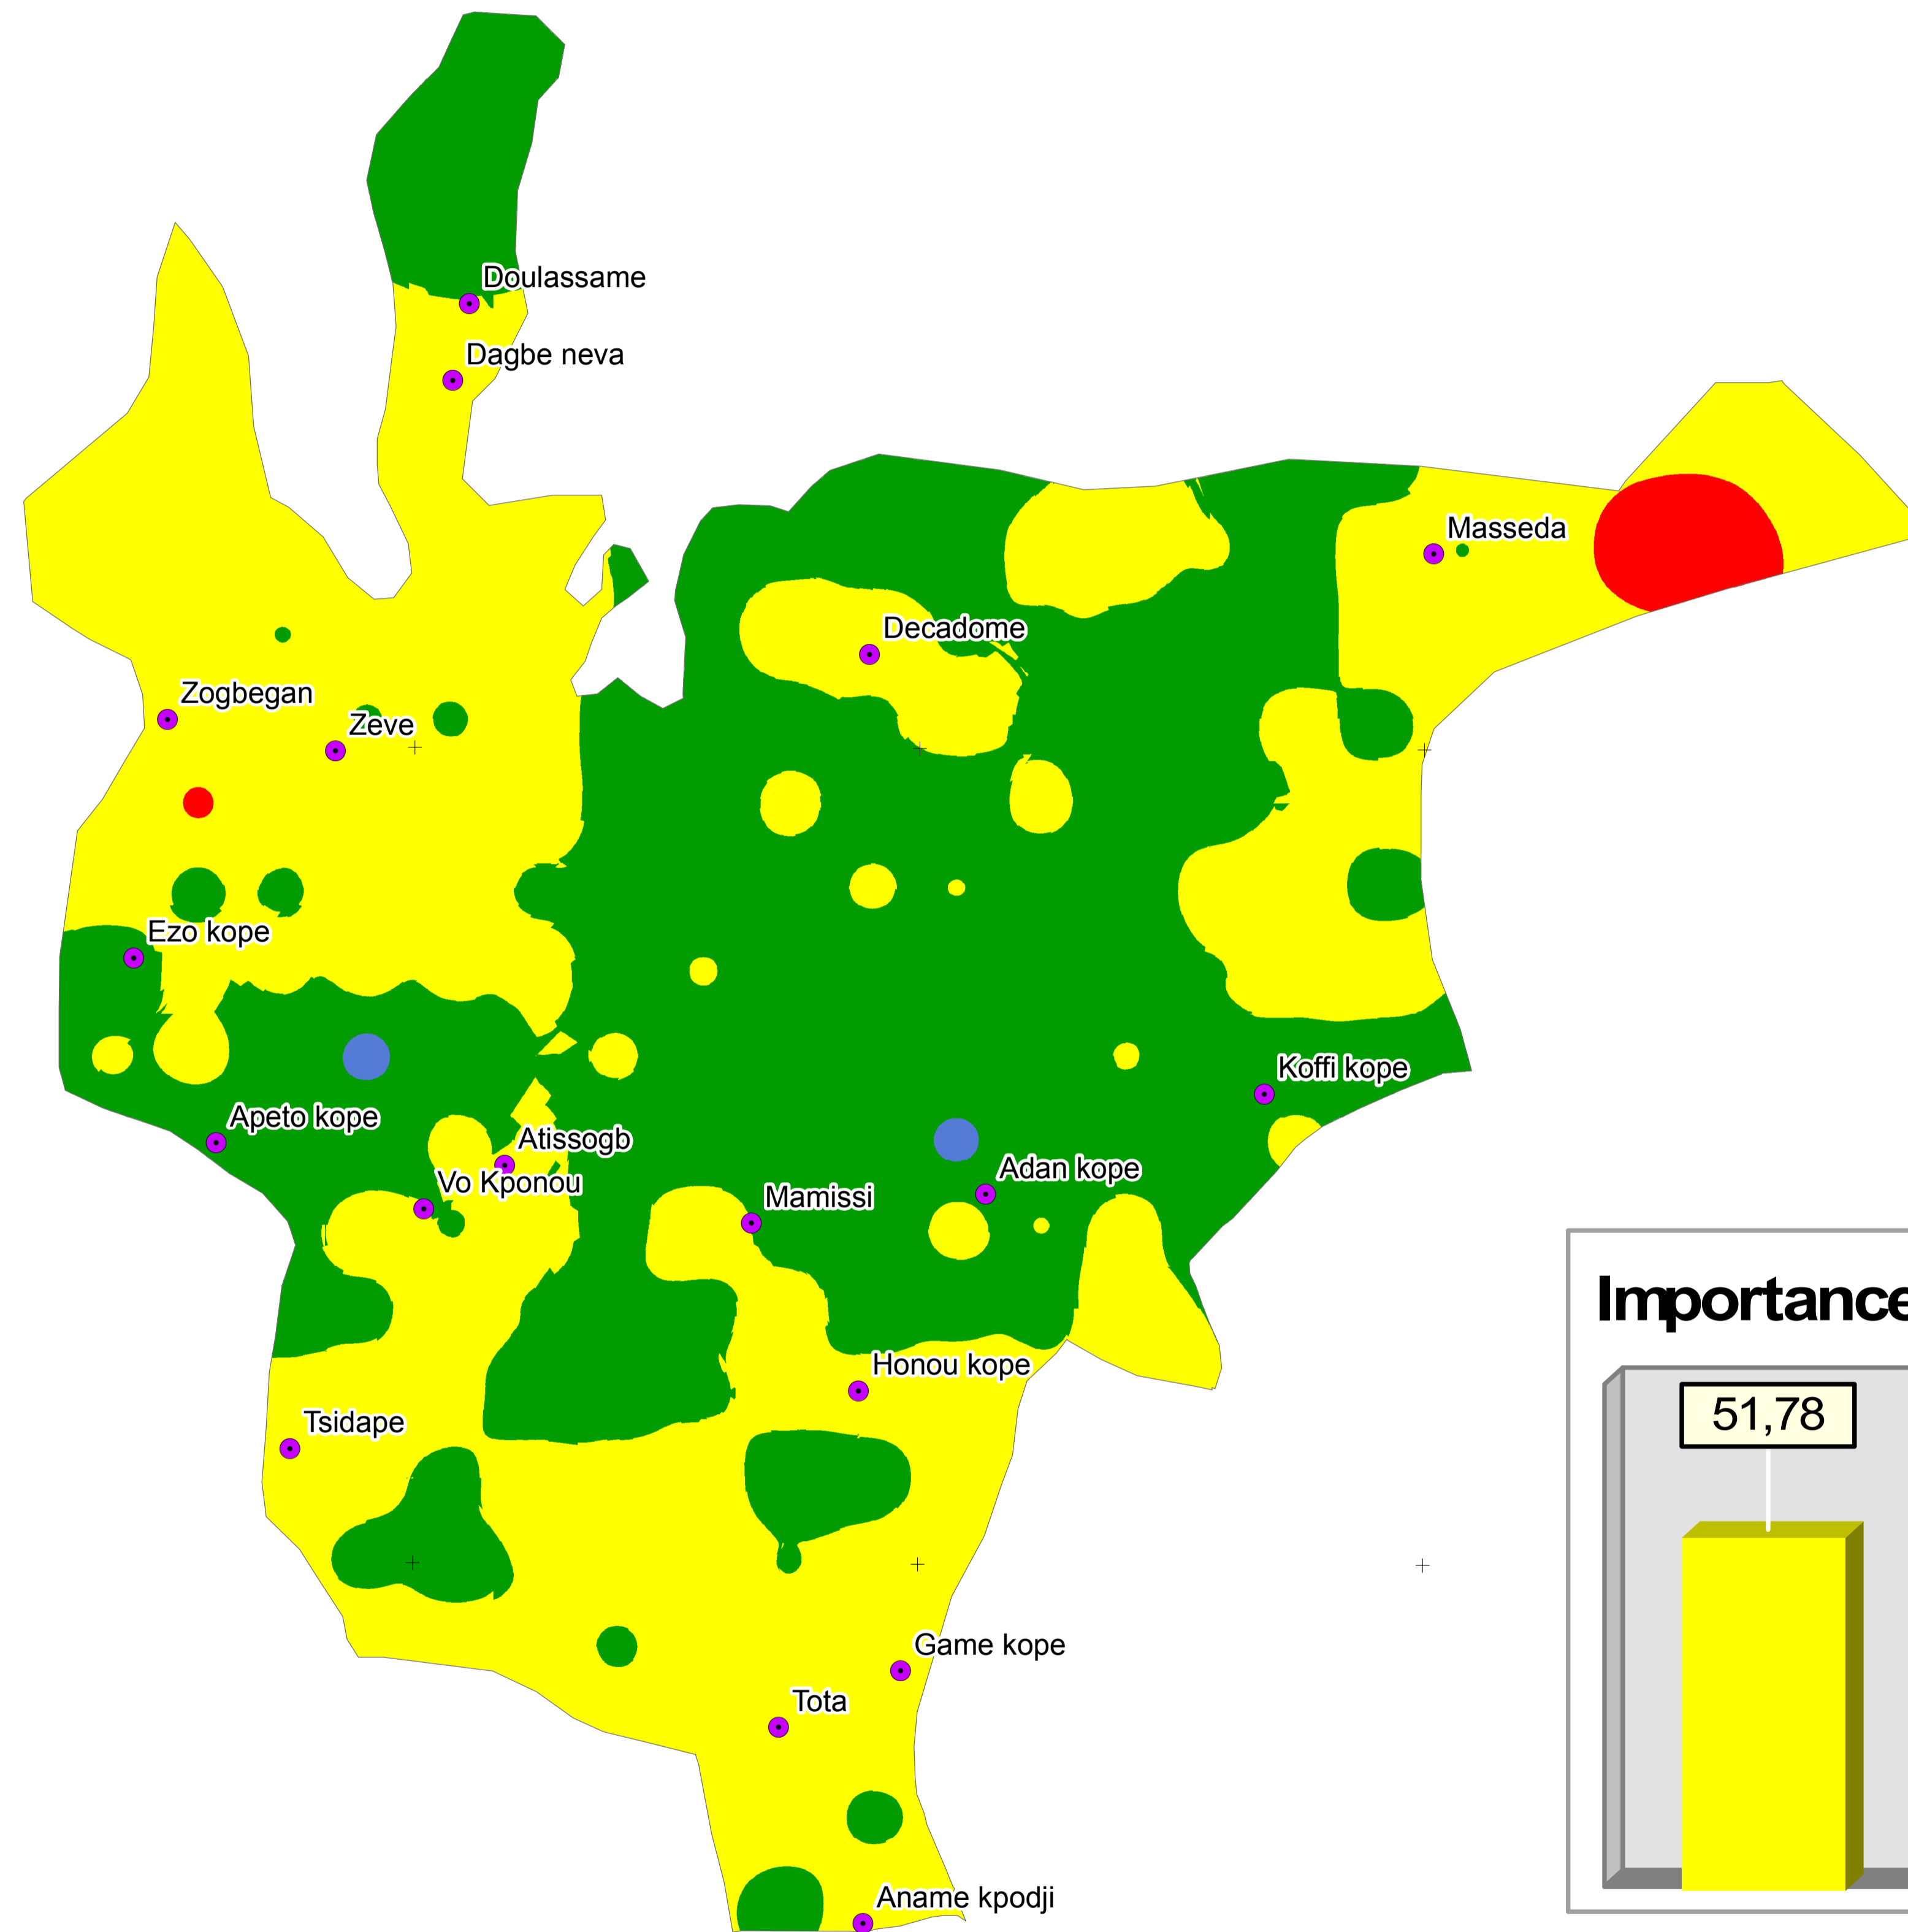 Doulassame
Dagbe neva
Masseda
Decadome
Zogbegan
Zeve
Ezo kope
Koffi kope
Apeto kope
Atissogb
Adan kope
Vo Kponou
Mamissi
Importance
51,78
Honou kope
Tsidape
Game kope
Tota
Aname kpodji